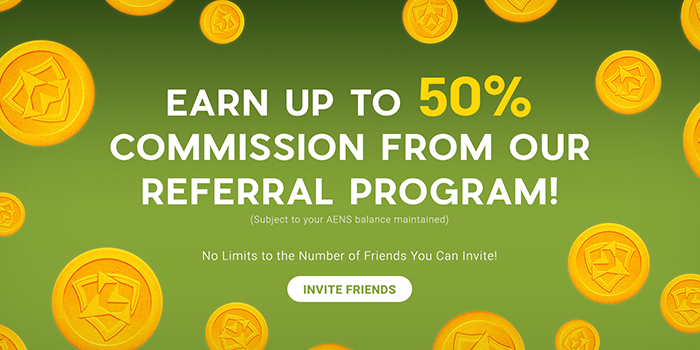 EARN UP TO 50%
COMMISSION FROM OUR
REFERRAL PROGRAM!
(Subject to your AENS balance maintained)
No Limits to the Number of Friends You Can Invite!
INVITE FRIENDS